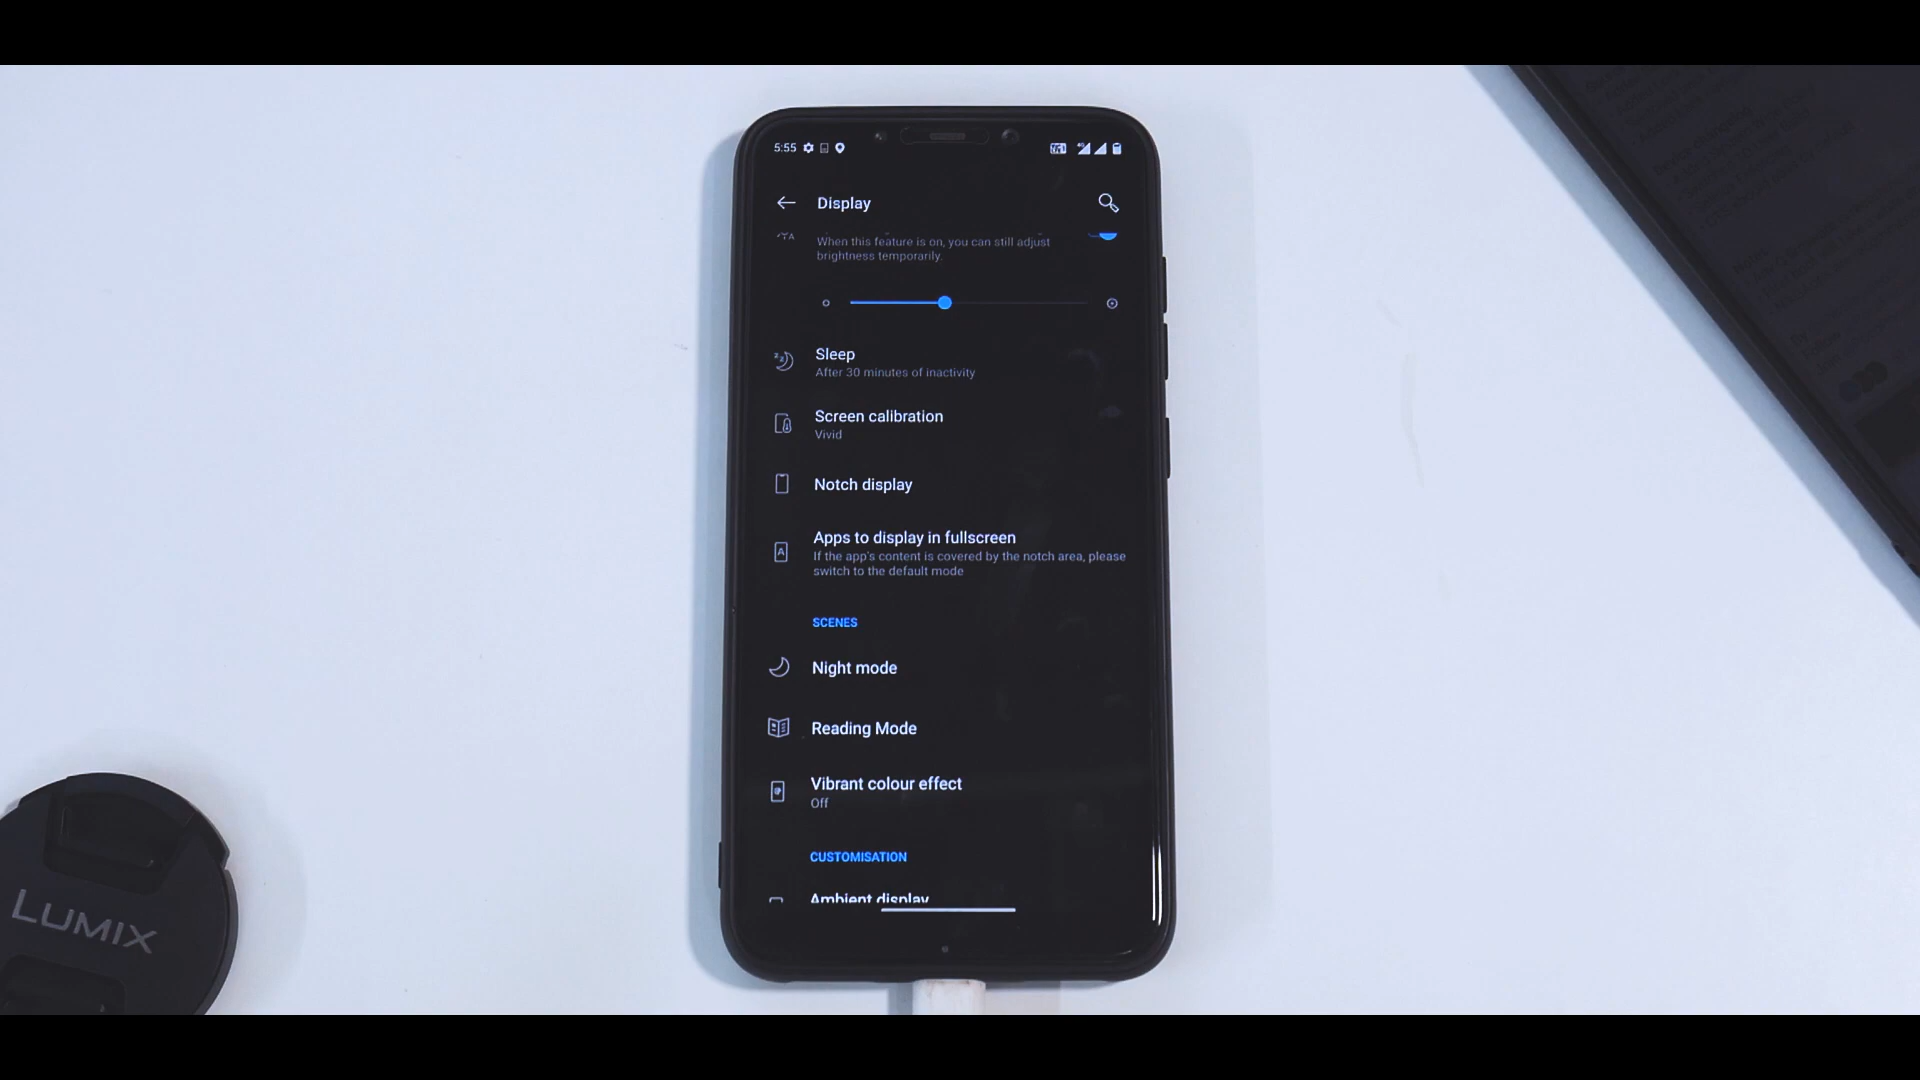 5:55
Display
When this feature is on, you can still adjust
brightness temporarily.
Sleep
After 30 minutes of inactivity
Screen calibration
Vivid
Notch display
Apps to display in fullscreen
If the app's content is covered by the notch area, please
switch to the default mode
SCENES
Night mode
Reading Mode
Vibrant colour effect
Off
CUSTOMISATION
Ambient display
LUMIX